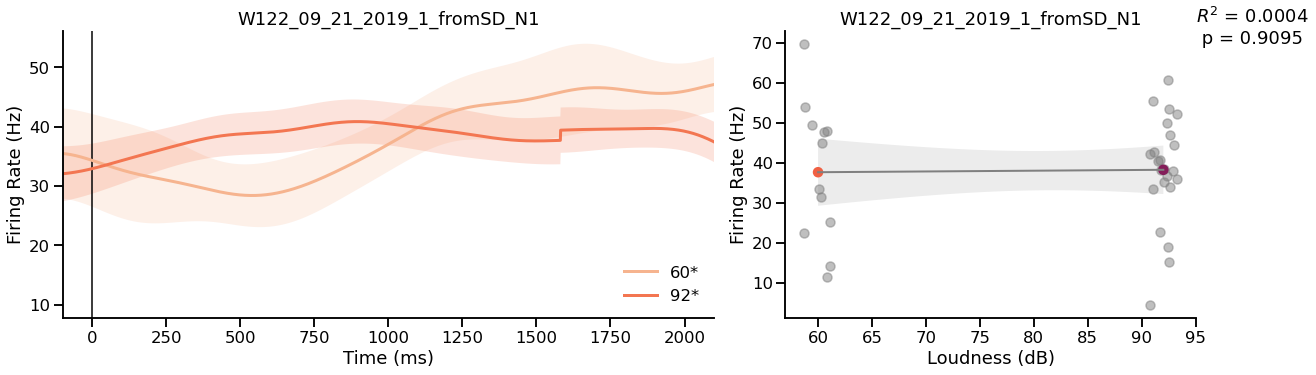 W122_09_21_2019_1_fromSD_N1
50
40
30
20
10
Firing Rate (Hz)
0 250 500 750 1000 1250 1500 1750 2000
Time (ms)
60*
92*
W122_09_21_2019_1_fromSD_N1
R² = 0.0004
p = 0.9095
70
60
50
40
30
20
10
Firing Rate (Hz)
60 65 70 75 80 85 90 95
Loudness (dB)